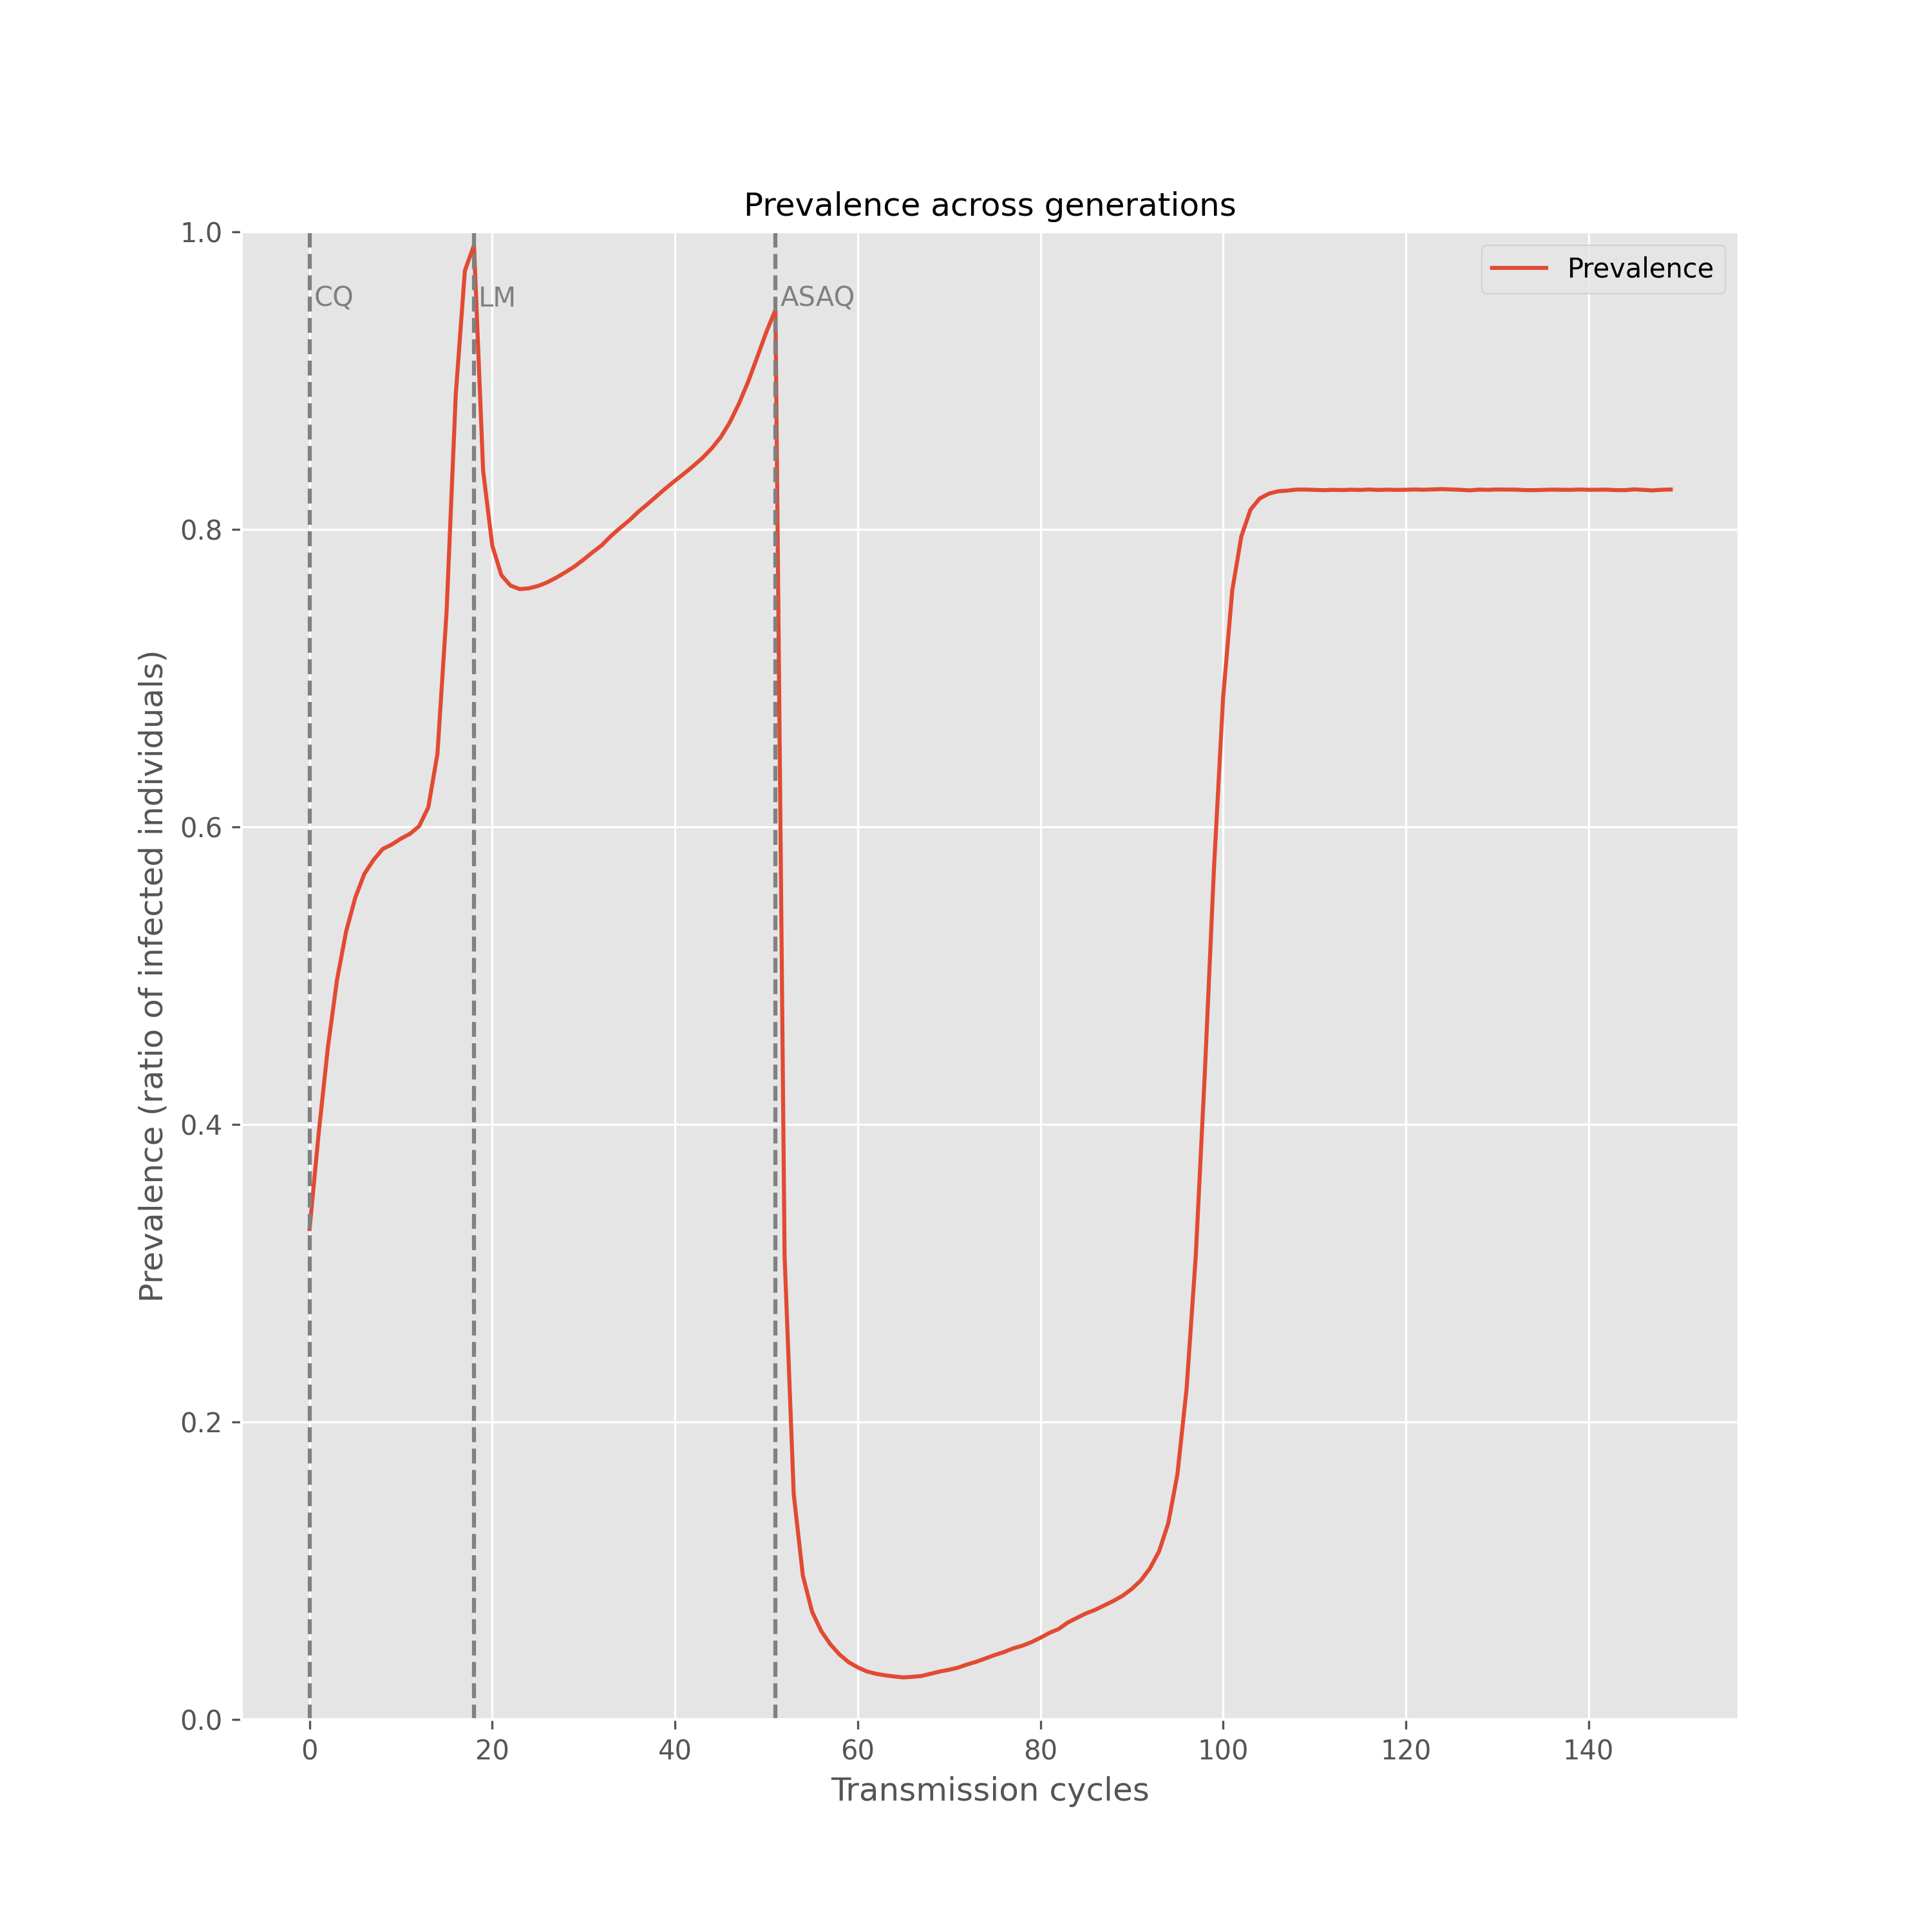 Prevalence across generations
1.0
Prevalence
CQ
LM
ASAQ
0.8
0.6
0.4
0.2
0.0
Prevalence (ratio of infected individuals)
0 20 40 60 80 100 120 140
Transmission cycles